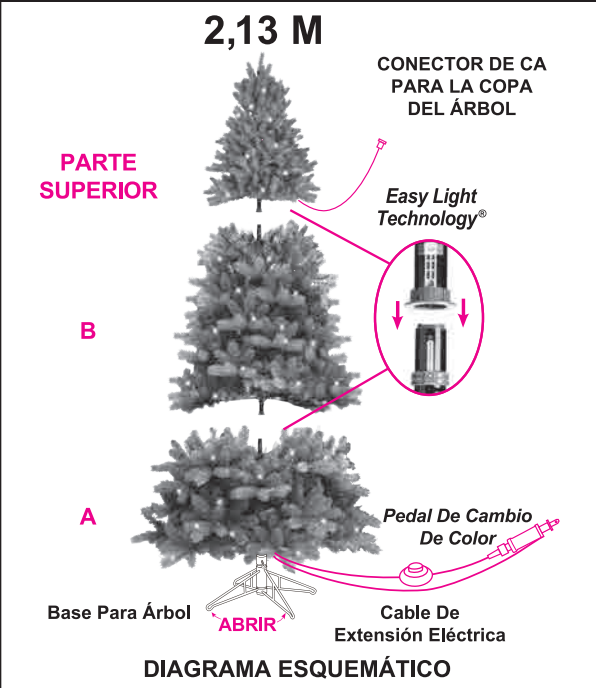 2,13 M
CONECTOR DE CA
PARA LA COPA
DEL ÁRBOL
PARTE
SUPERIOR
Easy Light
Technology®
B
A
Pedal De Cambio
De Color
Base Para Árbol
ABRIR
Cable De
Extensión Eléctrica
DIAGRAMA ESQUEMÁTICO